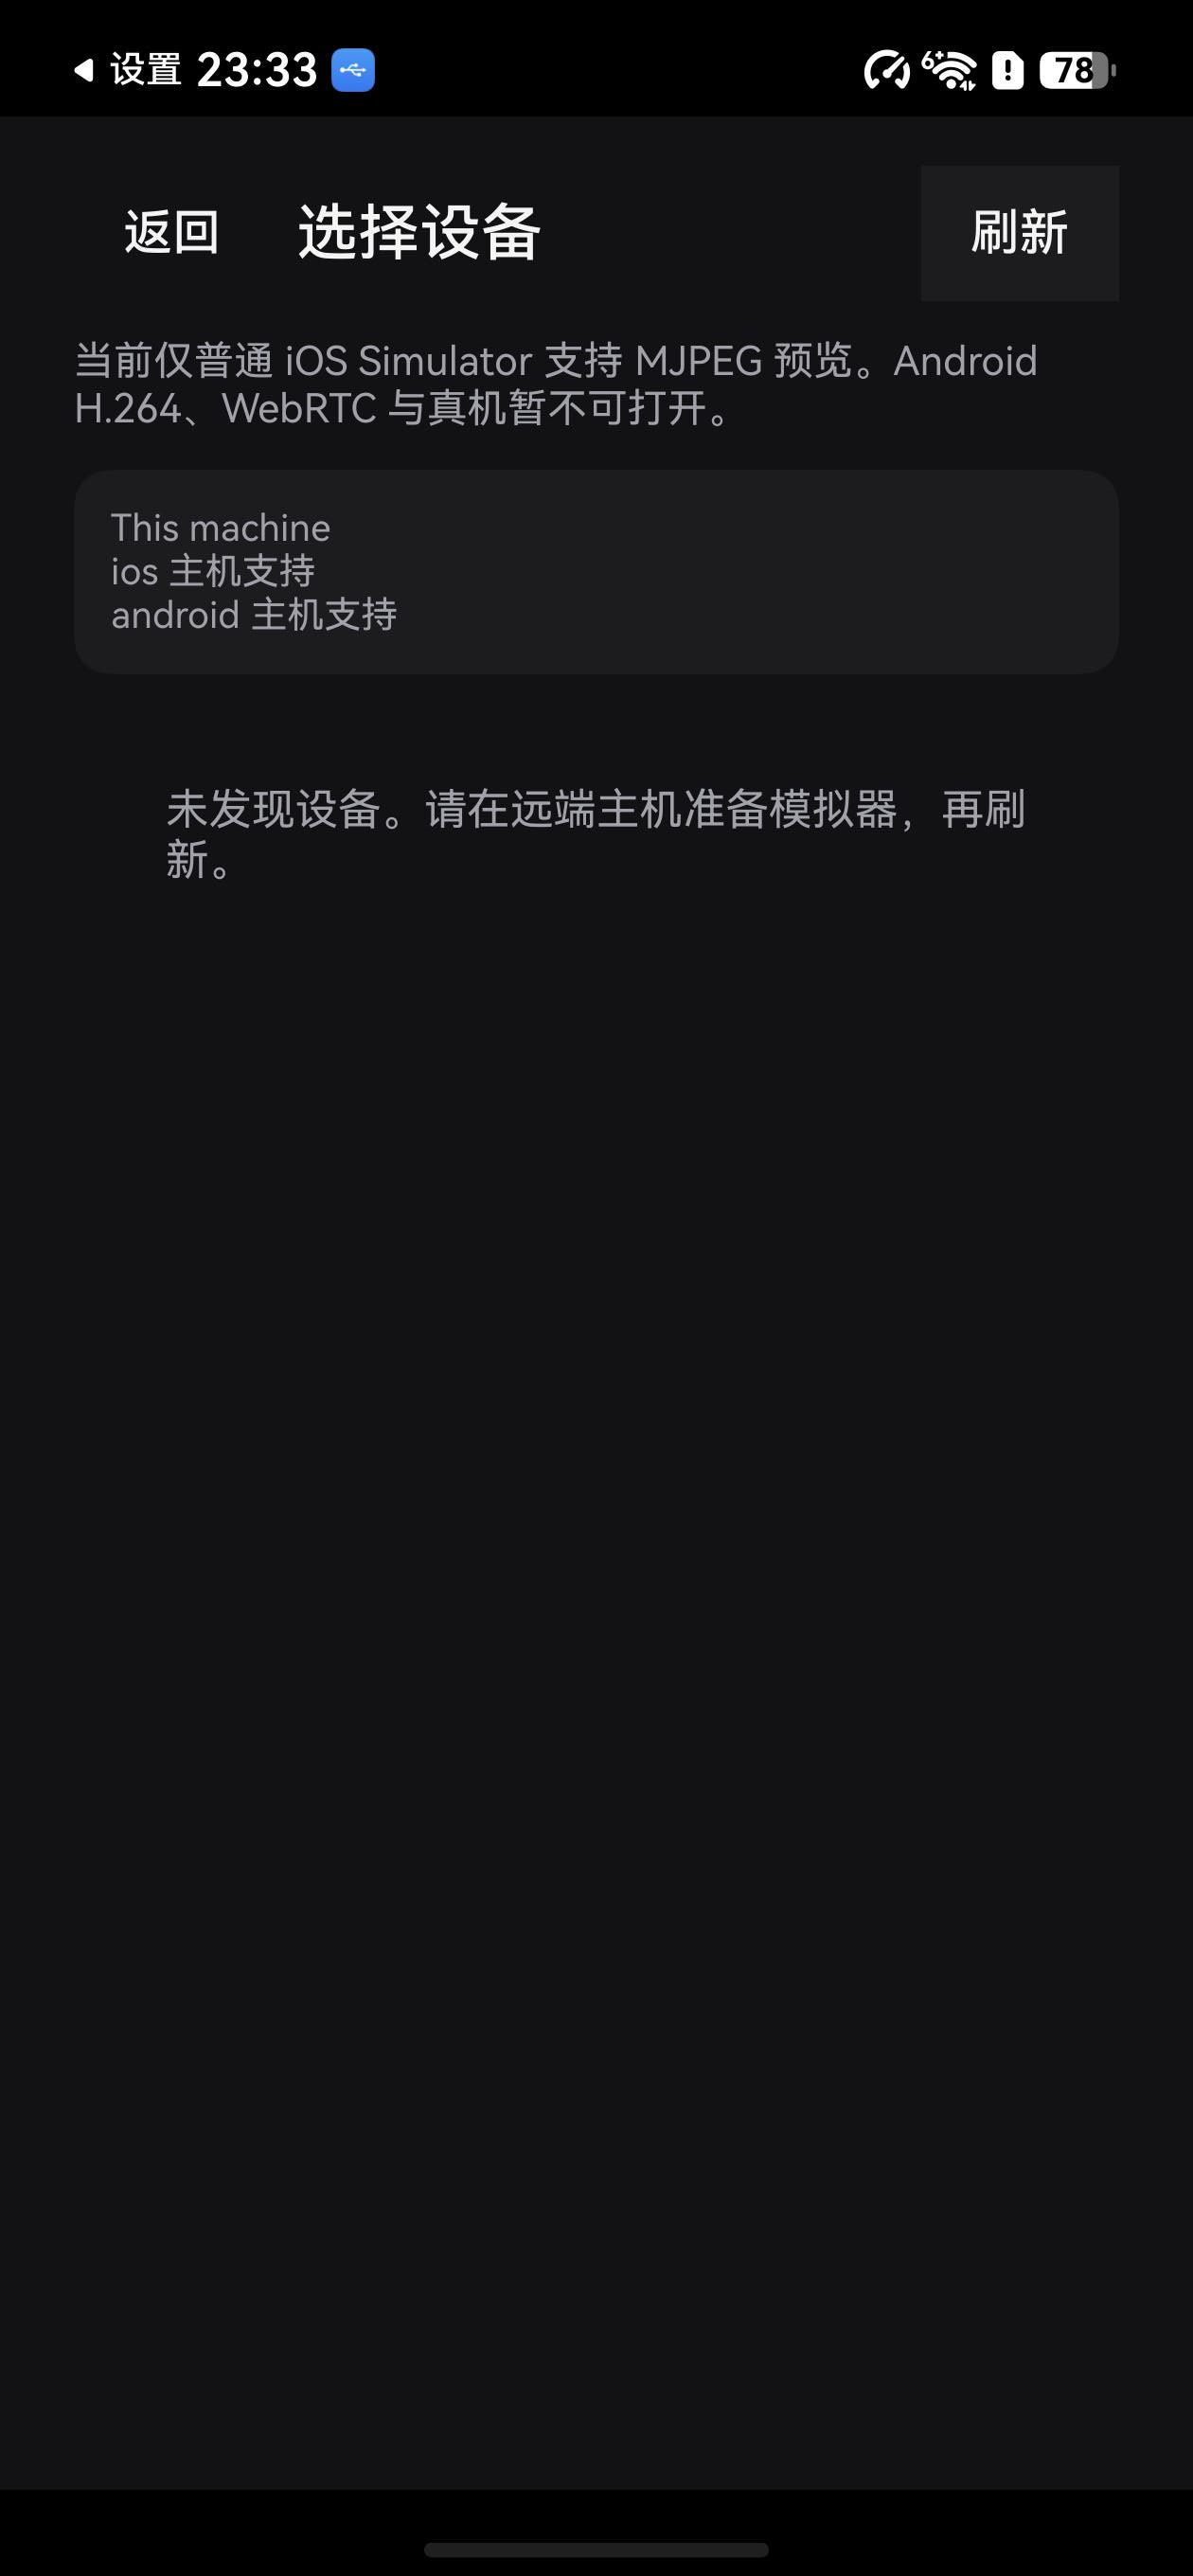 设置 23:33
6+ 78
返回 选择设备 刷新
当前仅普通 iOS Simulator 支持 MJPEG 预览。Android
H.264、WebRTC 与真机暂不可打开。
This machine
ios 主机支持
android 主机支持
未发现设备。请在远端主机准备模拟器，再刷
新。